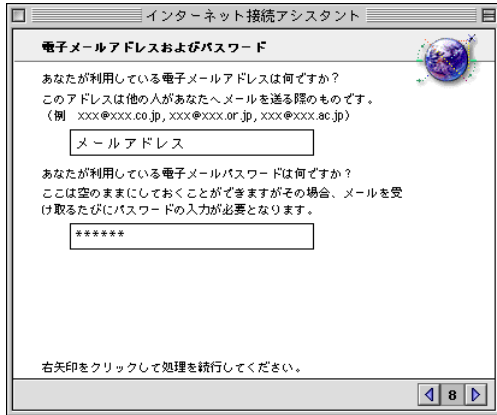 インターネット接続アシスタント
電子メールアドレスおよびパスワード
あなたが利用している電子メールアドレスは何ですか？
このアドレスは他の人があなたへメールを送る際のものです。
（例 xxx@xxx.co.jp, xxx@xxx.or.jp, xxx@xxx.ac.jp）
メールアドレス
あなたが利用している電子メールパスワードは何ですか？
ここは空のままにしておくことができますがその場合、メールを受
け取るたびにパスワードの入力が必要となります。
******
右矢印をクリックして処理を続行してください。
8